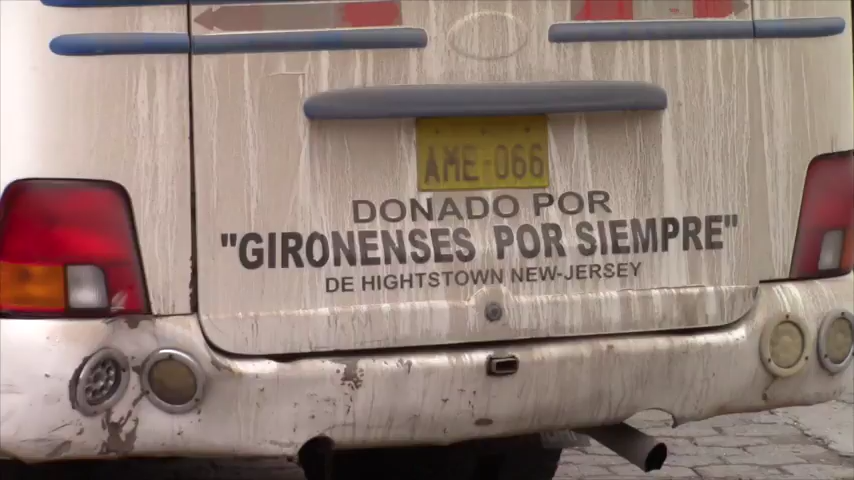 AME-066
DONADO POR
"GIRONENSES POR SIEMPRE"
DE HIGHTSTOWN NEW-JERSEY